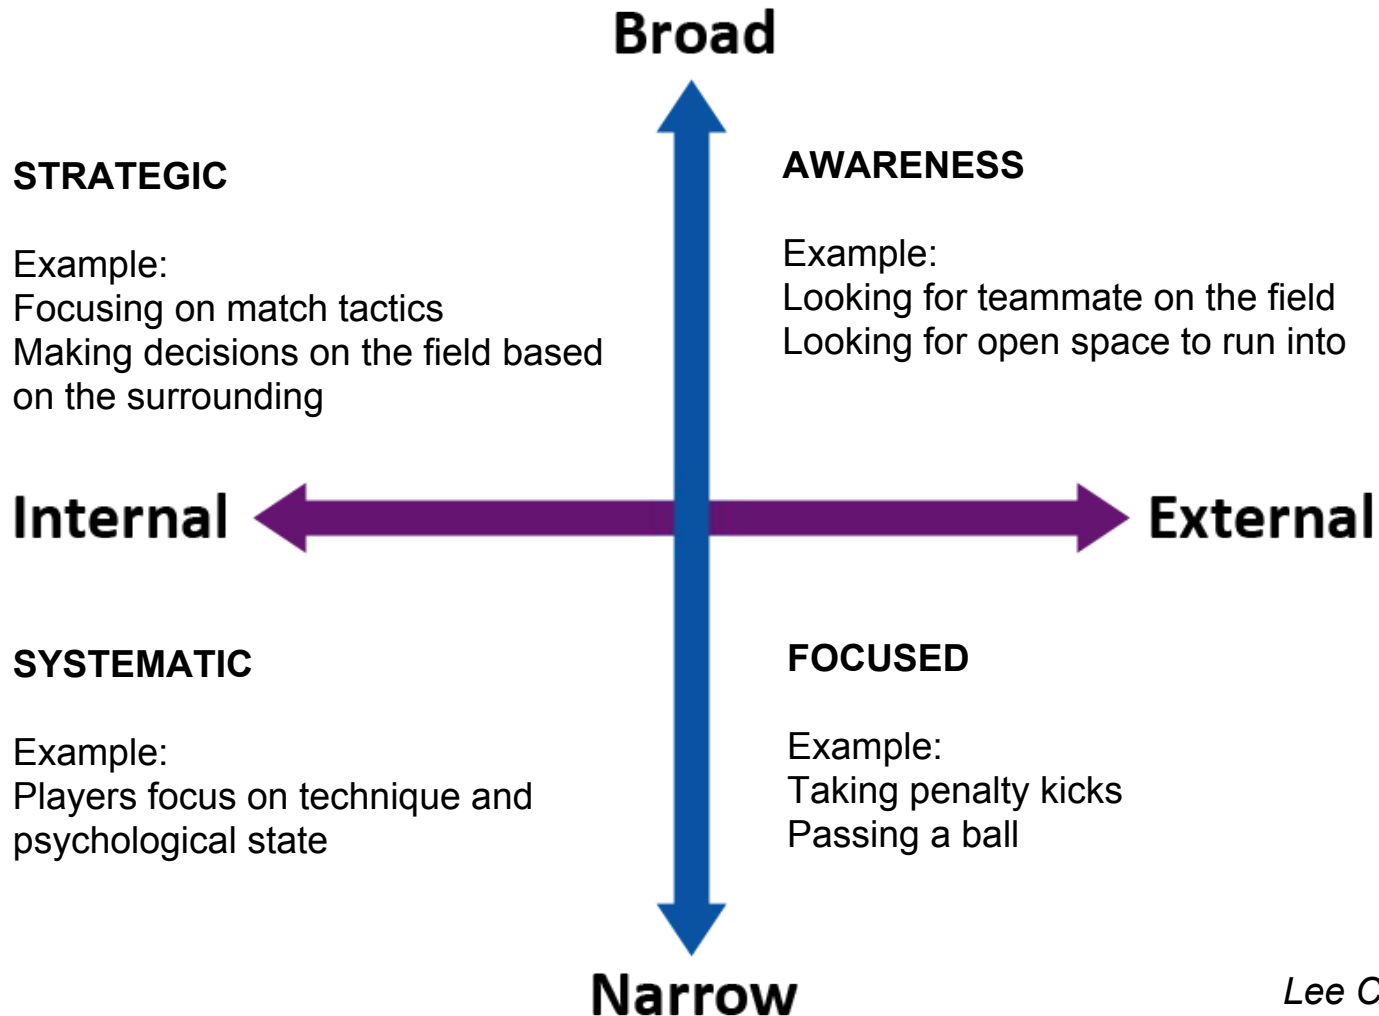 Broad
STRATEGIC
Example:
Focusing on match tactics
Making decisions on the field based
on the surrounding
AWARENESS
Example:
Looking for teammate on the field
Looking for open space to run into
Internal
External
SYSTEMATIC
Example:
Players focus on technique and
psychological state
FOCUSED
Example:
Taking penalty kicks
Passing a ball
Narrow
Lee